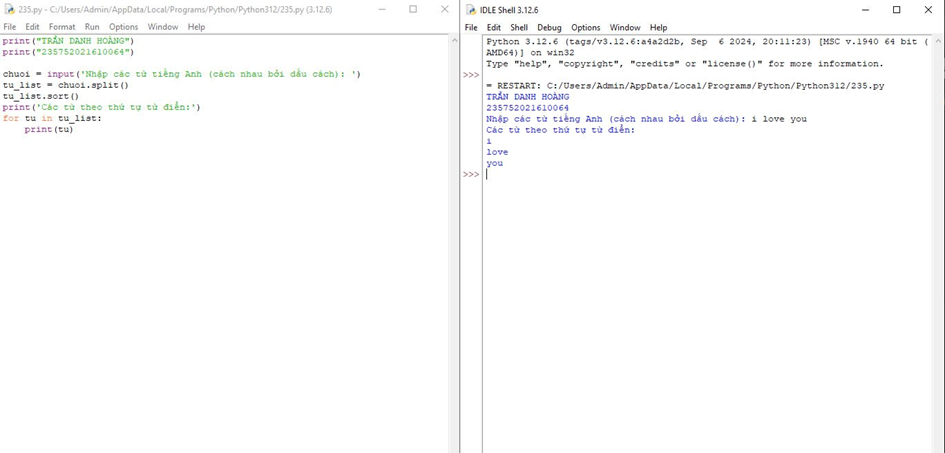 235.py - C:/Users/Admin/AppData/Local/Programs/Python/Python312/235.py (3.12.6)
File Edit Format Run Options Window Help
print("TRẦN DANH HOÀNG")
print("235752021610064")
chuoi = input('Nhập các từ tiếng Anh (cách nhau bởi dấu cách): ')
tu_list = chuoi.split()
tu_list.sort()
print('Các từ theo thứ tự từ điển:')
for tu in tu_list:
    print(tu)
IDLE Shell 3.12.6
File Edit Shell Debug Options Window Help
Python 3.12.6 (tags/v3.12.6:a4a2d2b, Sep  6 2024, 20:11:23) [MSC v.1940 64 bit (
AMD64)] on win32
Type "help", "copyright", "credits" or "license()" for more information.
>>>
= RESTART: C:/Users/Admin/AppData/Local/Programs/Python/Python312/235.py
TRẦN DANH HOÀNG
235752021610064
Nhập các từ tiếng Anh (cách nhau bởi dấu cách): i love you
Các từ theo thứ tự từ điển:
i
love
you
>>>